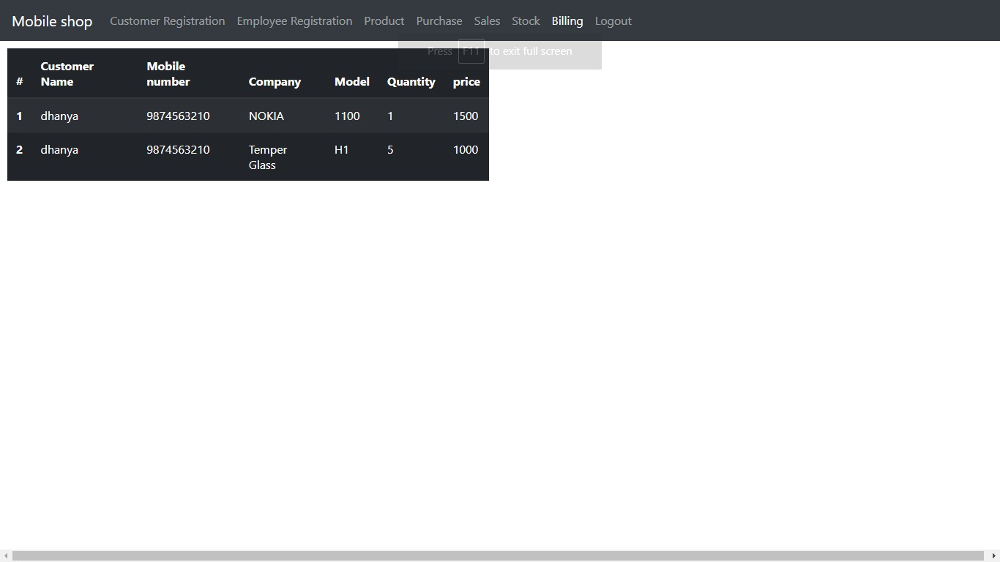 Mobile shop Customer Registration Employee Registration Product Purchase Sales Stock Billing Logout
Press F11 to exit full screen
# Customer Name Mobile number Company Model Quantity price
1 dhanya 9874563210 NOKIA 1100 1 1500
2 dhanya 9874563210 Temper Glass H1 5 1000